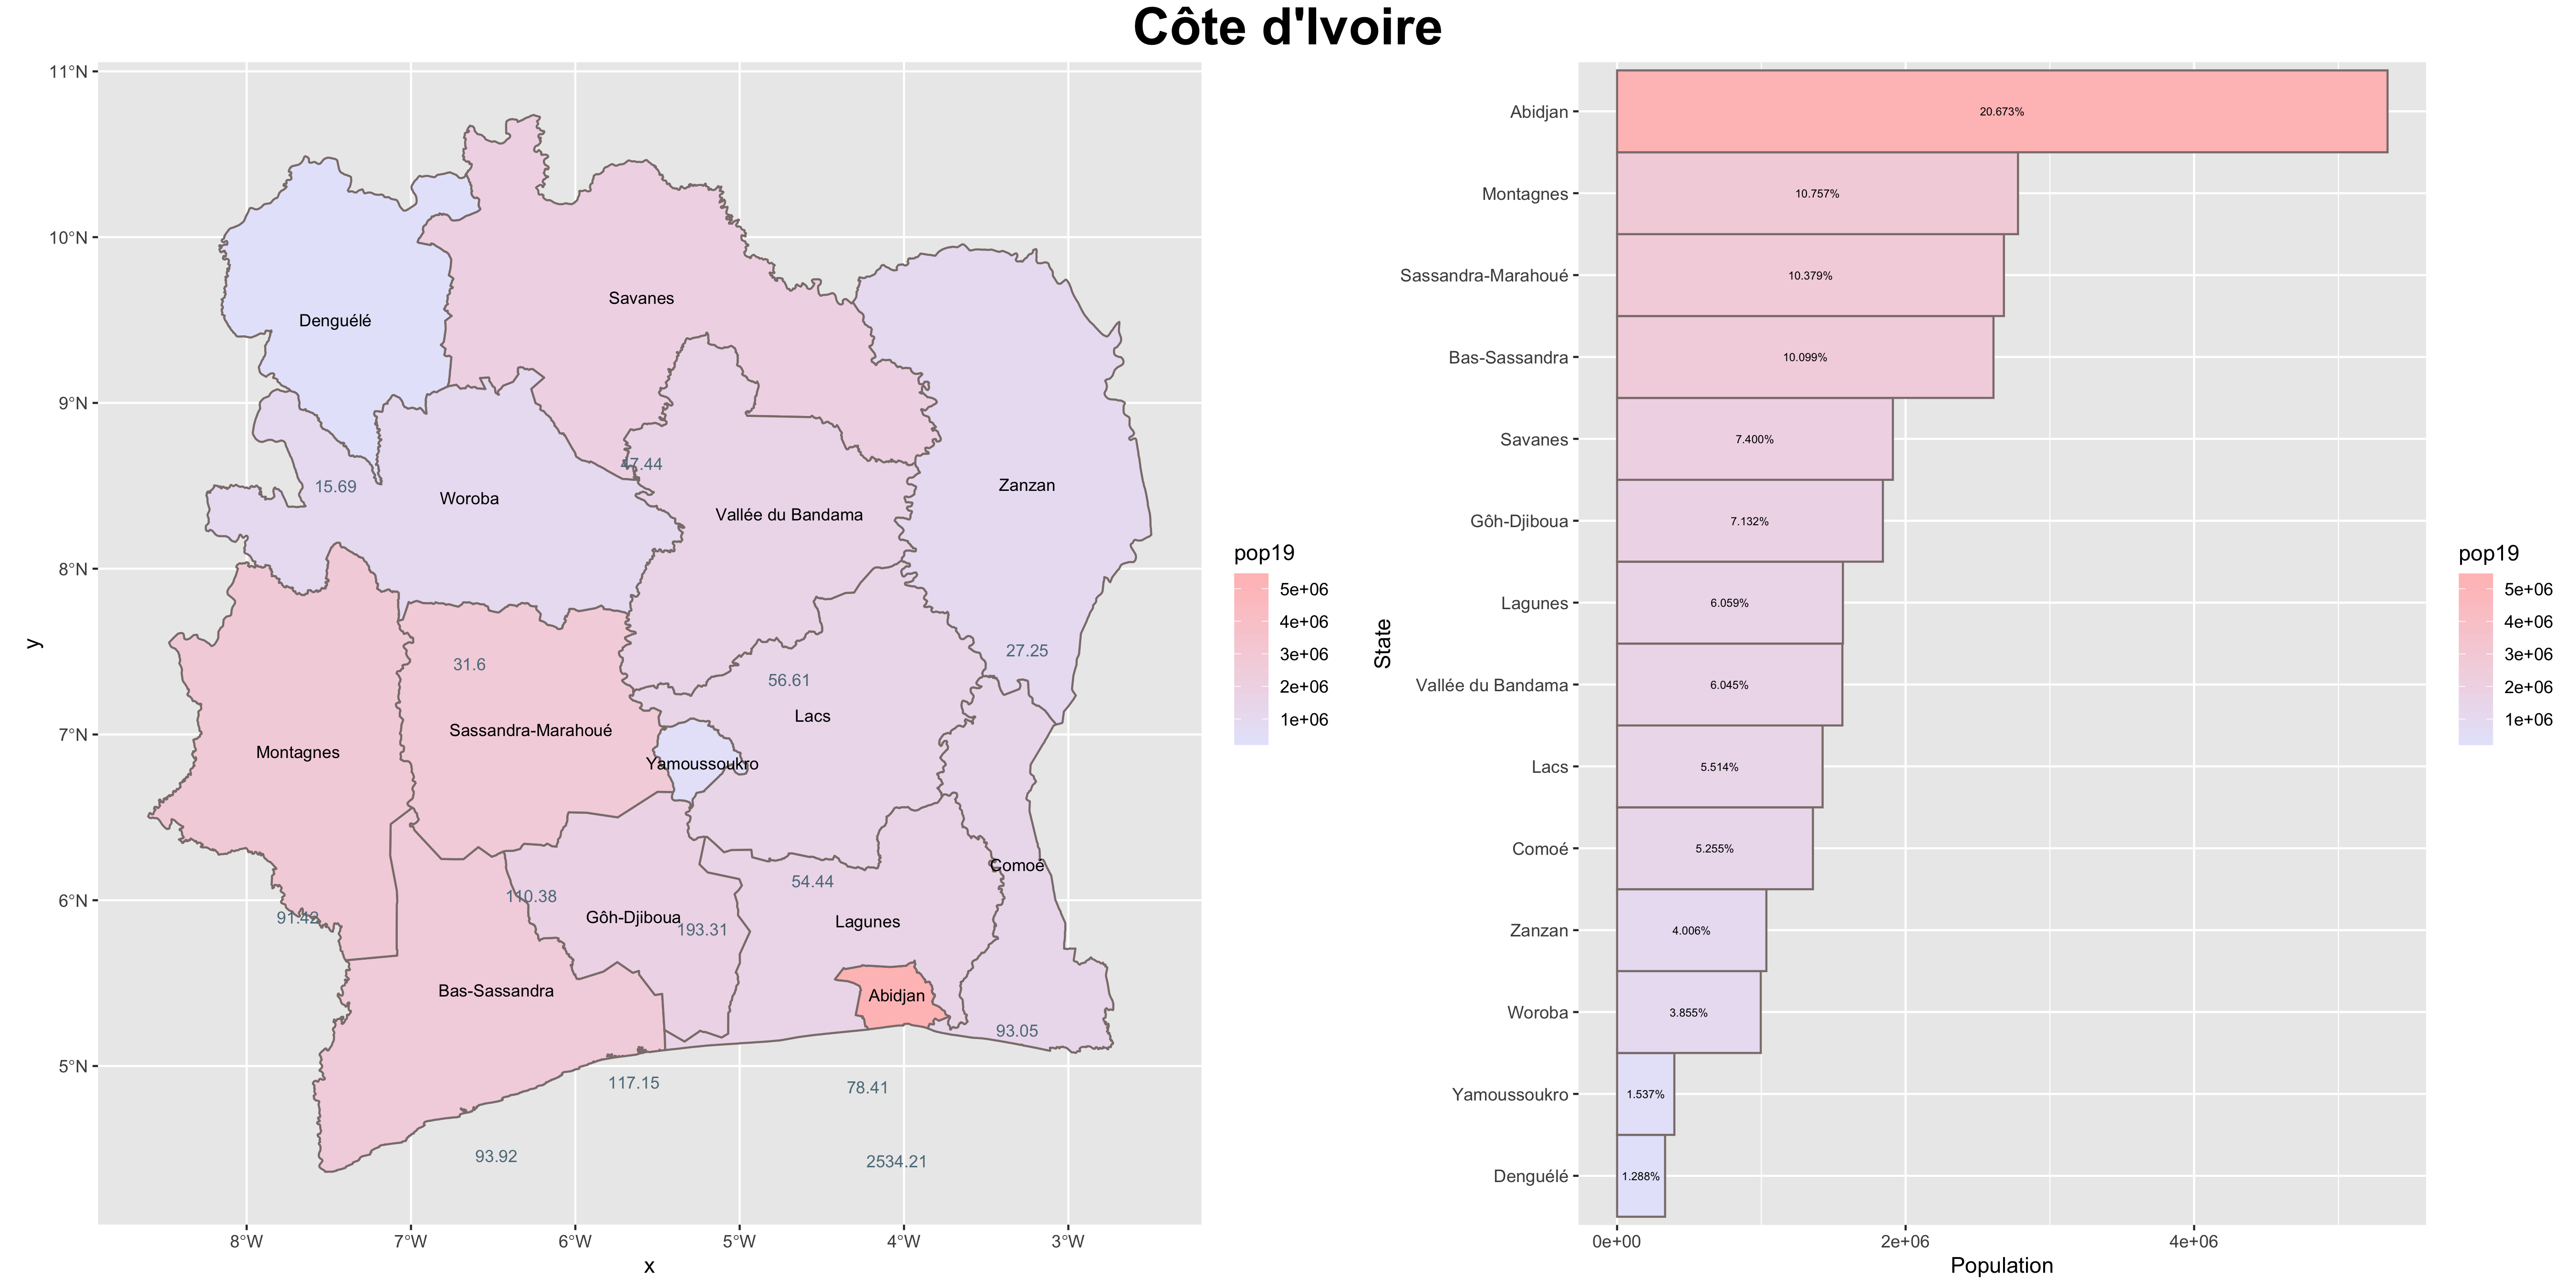 Côte d'Ivoire
11°N
10°N
9°N
8°N
7°N
6°N
5°N
y
8°W
7°W
6°W
5°W
4°W
3°W
x
Savanes
Denguélé
47.44
Zanzan
15.69
Woroba
Vallée du Bandama
27.25
31.6
56.61
Lacs
Sassandra-Marahoué
Montagnes
Yamoussoukro
Comoé
54.44
110.38
91.42
Gôh-Djiboua
Lagunes
193.31
Bas-Sassandra
Abidjan
93.05
117.15
78.41
93.92
2534.21
pop19
5e+06
4e+06
3e+06
2e+06
1e+06
State
Abidjan 20.673%
Montagnes 10.757%
Sassandra-Marahoué 10.379%
Bas-Sassandra 10.099%
Savanes 7.400%
Gôh-Djiboua 7.132%
Lagunes 6.059%
Vallée du Bandama 6.045%
Lacs 5.514%
Comoé 5.255%
Zanzan 4.006%
Woroba 3.855%
Yamoussoukro 1.537%
Denguélé 1.288%
0e+00
2e+06
4e+06
Population
pop19
5e+06
4e+06
3e+06
2e+06
1e+06